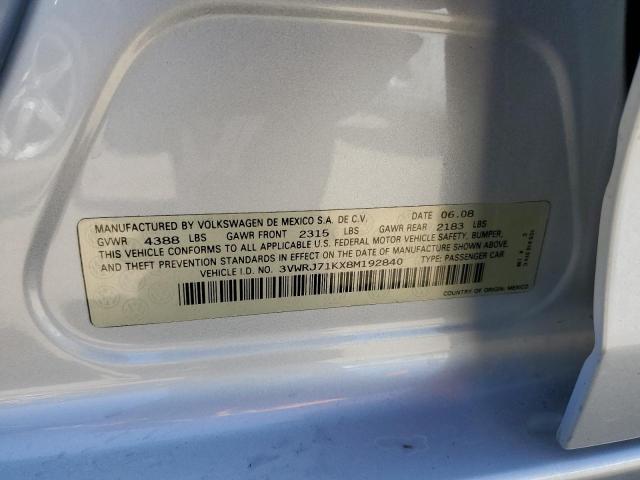 MANUFACTURED BY VOLKSWAGEN DE MEXICO S.A. DE C.V. DATE 06.08
GVWR 4388 LBS GAWR FRONT 2315 LBS GAWR REAR 2183 LBS
THIS VEHICLE CONFORMS TO ALL APPLICABLE U.S. FEDERAL MOTOR VEHICLE SAFETY, BUMPER,
AND THEFT PREVENTION STANDARDS IN EFFECT ON THE DATE OF MANUFACTURE SHOWN ABOVE.
VEHICLE I.D. NO. 3VWRJ71KX8M192840 TYPE: PASSENGER CAR
COUNTRY OF ORIGIN: MEXICO